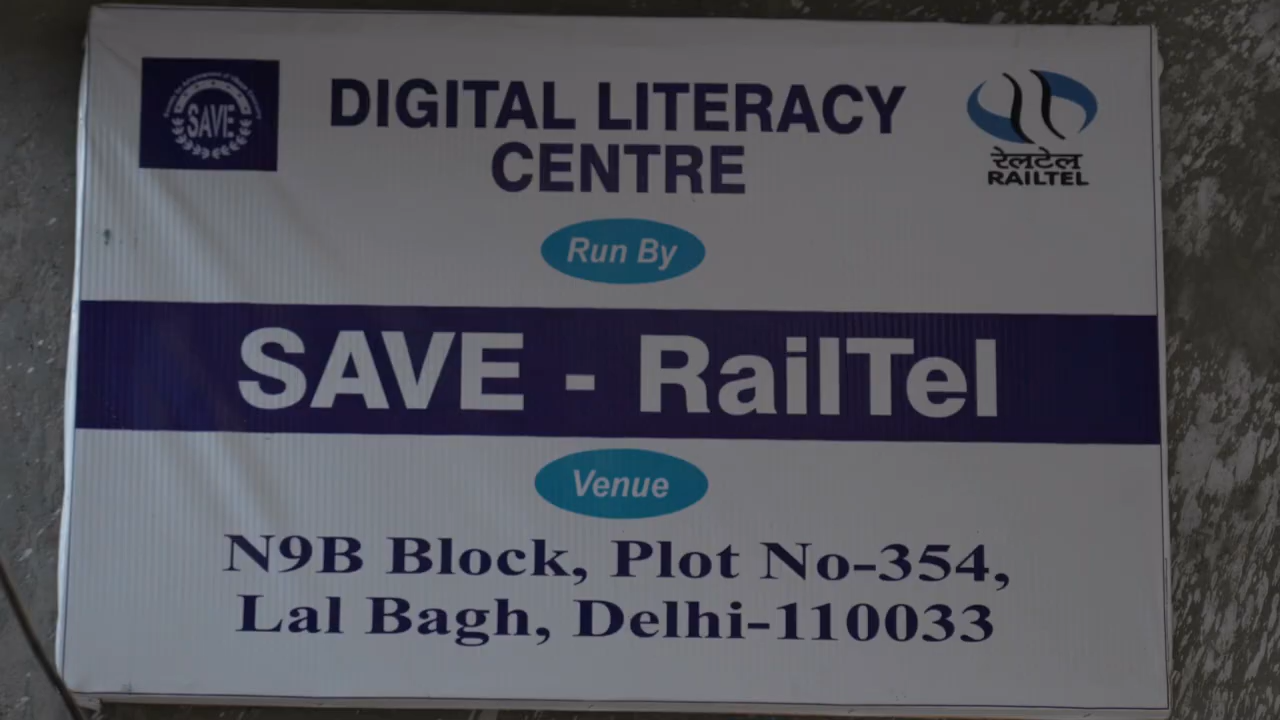 SAVE
DIGITAL LITERACY
CENTRE
रेलटेल
RAILTEL
Run By
SAVE - RailTel
Venue
N9B Block, Plot No-354,
Lal Bagh, Delhi-110033